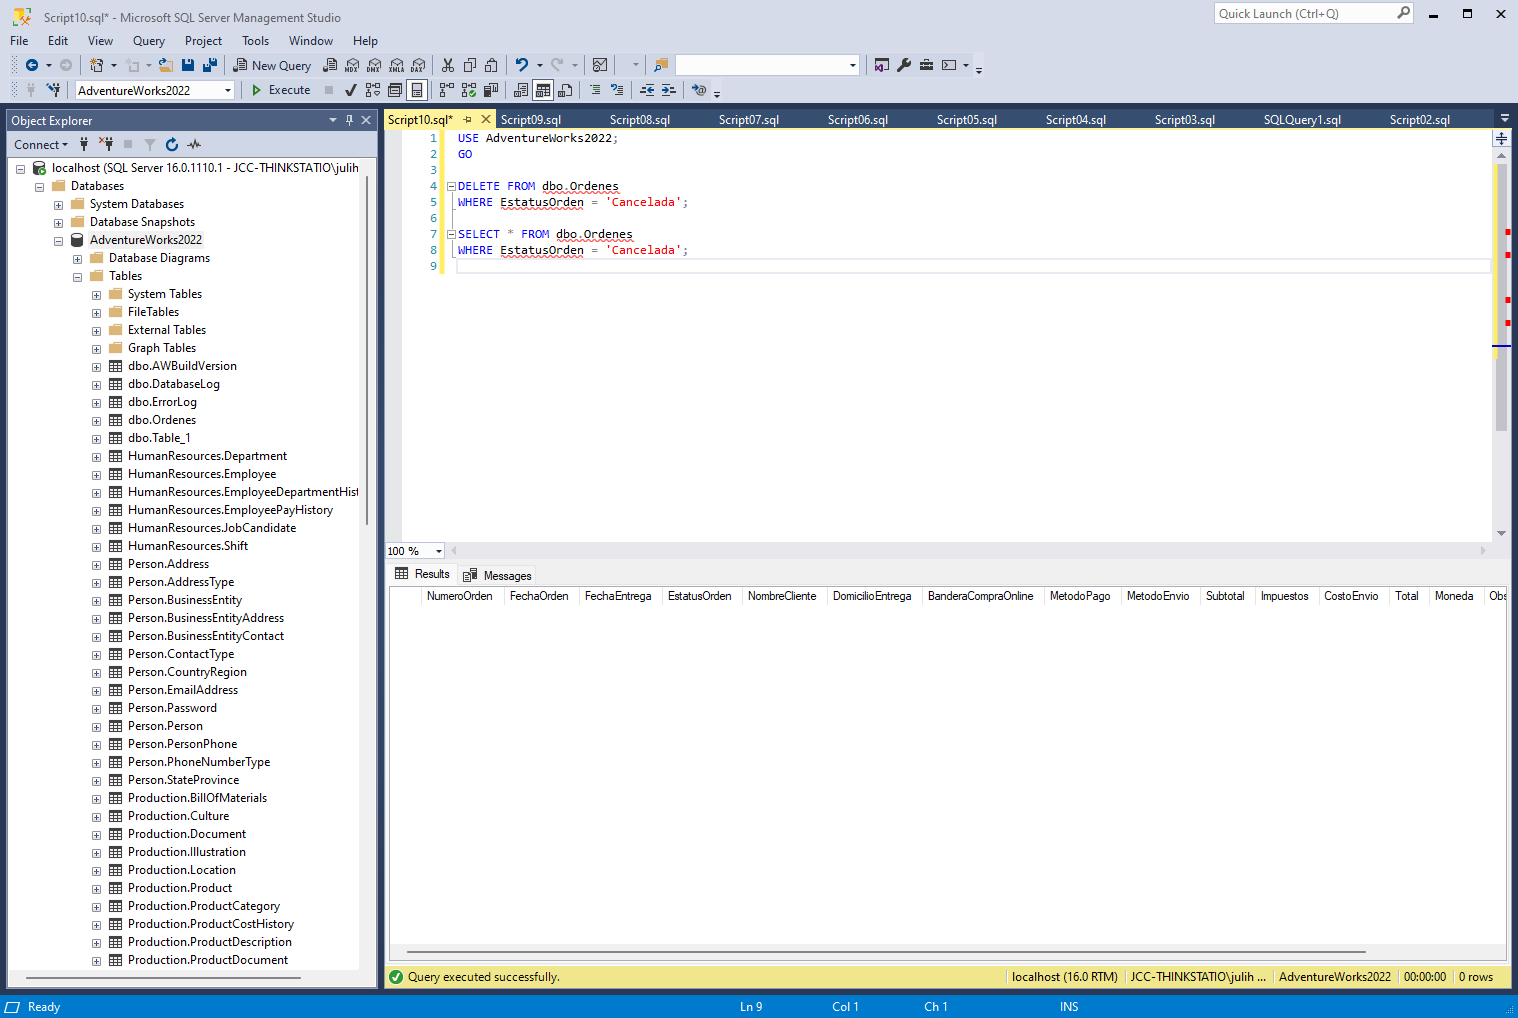 Script10.sql* - Microsoft SQL Server Management Studio
Quick Launch (Ctrl+Q)
File Edit View Query Project Tools Window Help
New Query MDX DMX XMLA DAX
AdventureWorks2022 Execute
Object Explorer
Connect
localhost (SQL Server 16.0.1110.1 - JCC-THINKSTATIO\julih
Databases
System Databases
Database Snapshots
AdventureWorks2022
Database Diagrams
Tables
System Tables
FileTables
External Tables
Graph Tables
dbo.AWBuildVersion
dbo.DatabaseLog
dbo.ErrorLog
dbo.Ordenes
dbo.Table_1
HumanResources.Department
HumanResources.Employee
HumanResources.EmployeeDepartmentHist
HumanResources.EmployeePayHistory
HumanResources.JobCandidate
HumanResources.Shift
Person.Address
Person.AddressType
Person.BusinessEntity
Person.BusinessEntityAddress
Person.BusinessEntityContact
Person.ContactType
Person.CountryRegion
Person.EmailAddress
Person.Password
Person.Person
Person.PersonPhone
Person.PhoneNumberType
Person.StateProvince
Production.BillOfMaterials
Production.Culture
Production.Document
Production.Illustration
Production.Location
Production.Product
Production.ProductCategory
Production.ProductCostHistory
Production.ProductDescription
Production.ProductDocument
Script10.sql* Script09.sql Script08.sql Script07.sql Script06.sql Script05.sql Script04.sql Script03.sql SQLQuery1.sql Script02.sql
1 USE AdventureWorks2022;
2 GO
3
4 DELETE FROM dbo.Ordenes
5 WHERE EstatusOrden = 'Cancelada';
6
7 SELECT * FROM dbo.Ordenes
8 WHERE EstatusOrden = 'Cancelada';
9
100 %
Results Messages
NumeroOrden FechaOrden FechaEntrega EstatusOrden NombreCliente DomicilioEntrega BanderaCompraOnline MetodoPago MetodoEnvio Subtotal Impuestos CostoEnvio Total Moneda Obs
Query executed successfully. localhost (16.0 RTM) JCC-THINKSTATIO\julih ... AdventureWorks2022 00:00:00 0 rows
Ready Ln 9 Col 1 Ch 1 INS